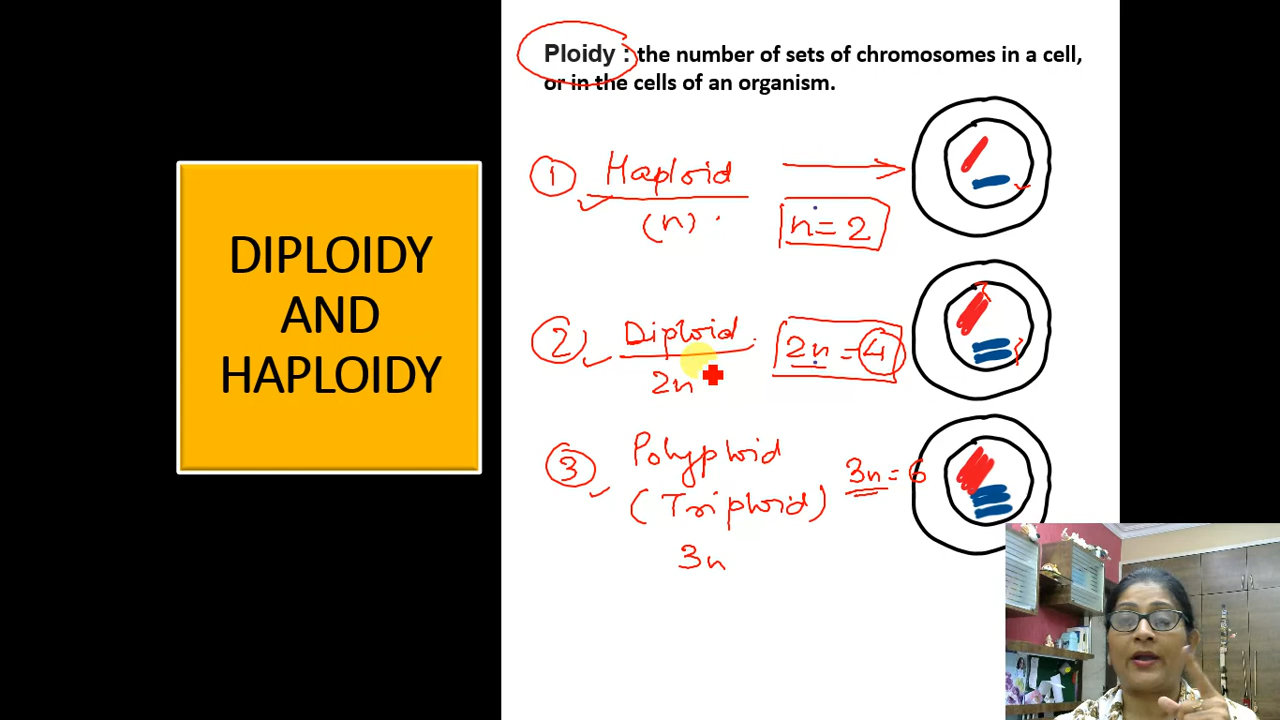 DIPLOIDY
AND
HAPLOIDY
Ploidy : the number of sets of chromosomes in a cell,
or in the cells of an organism.
1 Haploid
(n)
n = 2
2 Diploid
2n
2n = 4
3 Polyploid
(Triploid)
3n = 6
3n